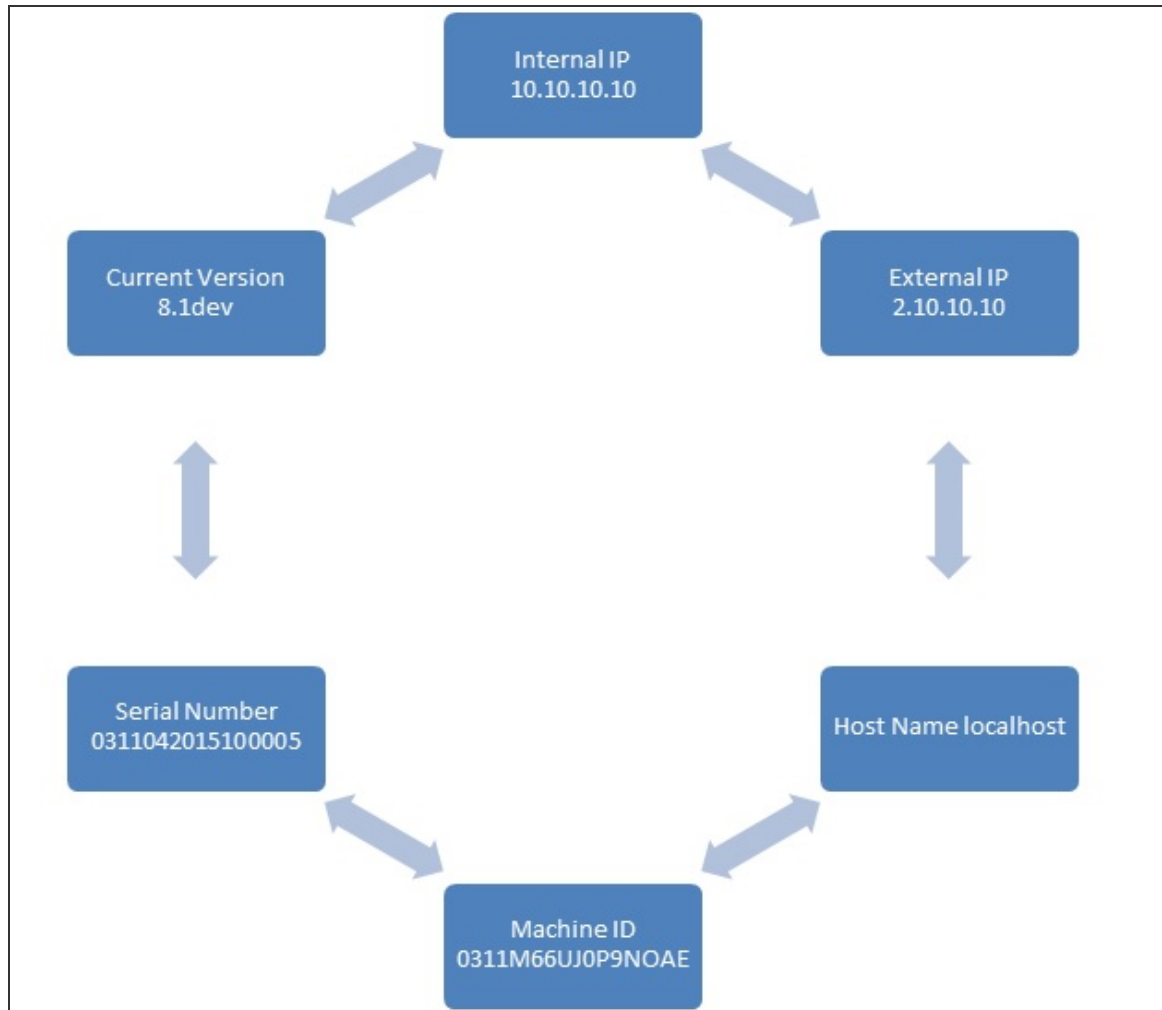 Internal IP
10.10.10.10
Current Version
8.1dev
External IP
2.10.10.10
Serial Number
0311042015100005
Host Name localhost
Machine ID
0311M66UJ0P9NOAE